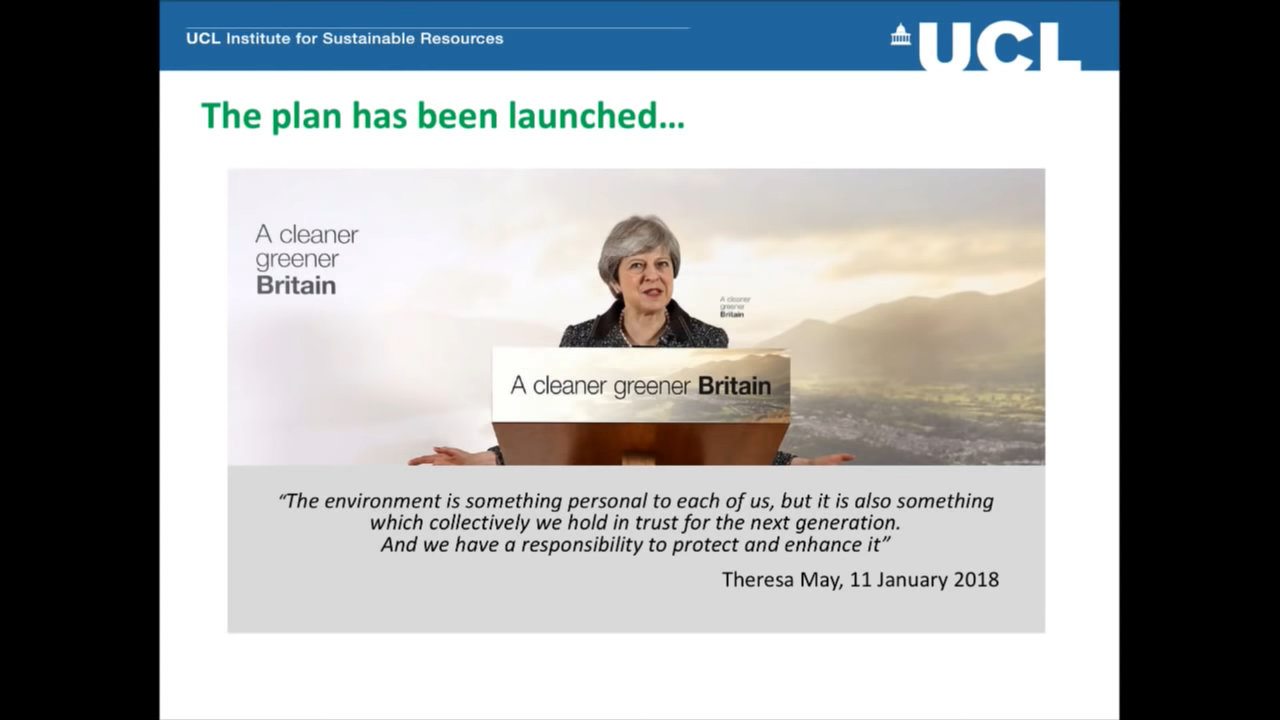 UCL Institute for Sustainable Resources
UCL
The plan has been launched…
A cleaner
greener
Britain
A cleaner
greener
Britain
A cleaner greener Britain
“The environment is something personal to each of us, but it is also something
which collectively we hold in trust for the next generation.
And we have a responsibility to protect and enhance it”
Theresa May, 11 January 2018